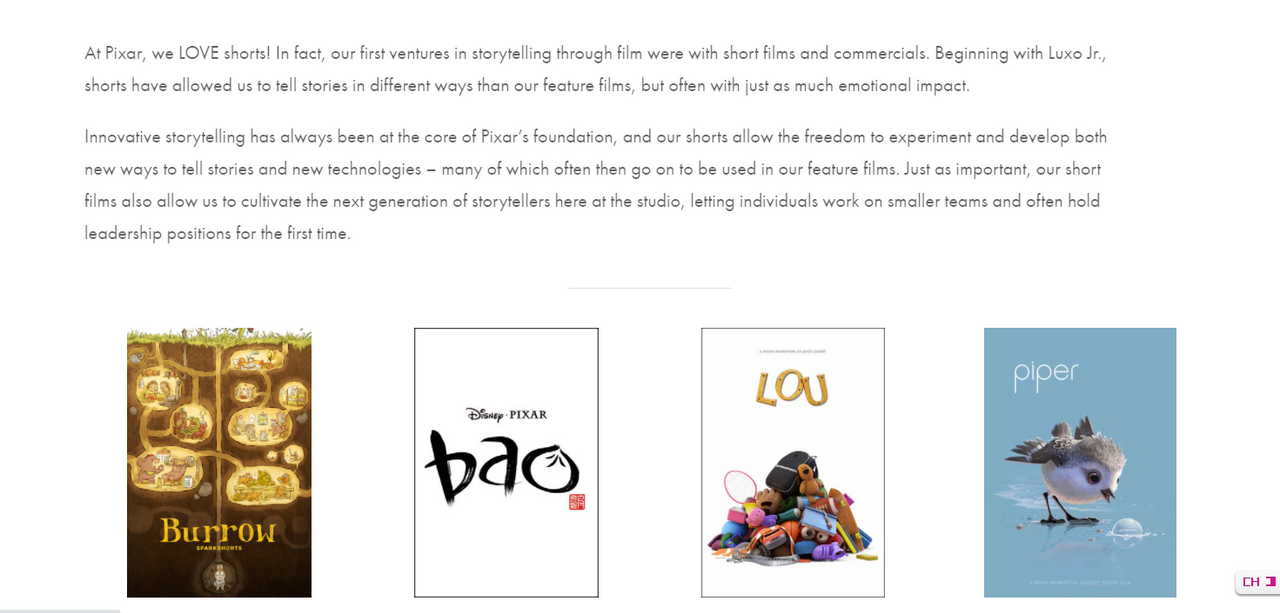 At Pixar, we LOVE shorts! In fact, our first ventures in storytelling through film were with short films and commercials. Beginning with Luxo Jr.,
shorts have allowed us to tell stories in different ways than our feature films, but often with just as much emotional impact.
Innovative storytelling has always been at the core of Pixar’s foundation, and our shorts allow the freedom to experiment and develop both
new ways to tell stories and new technologies – many of which often then go on to be used in our feature films. Just as important, our short
films also allow us to cultivate the next generation of storytellers here at the studio, letting individuals work on smaller teams and often hold
leadership positions for the first time.
Burrow
SPARKSHORTS
Disney · PIXAR
bao
A PIXAR ANIMATION STUDIOS SHORT
LOU
piper
A PIXAR ANIMATION STUDIOS SHORT FILM
CH